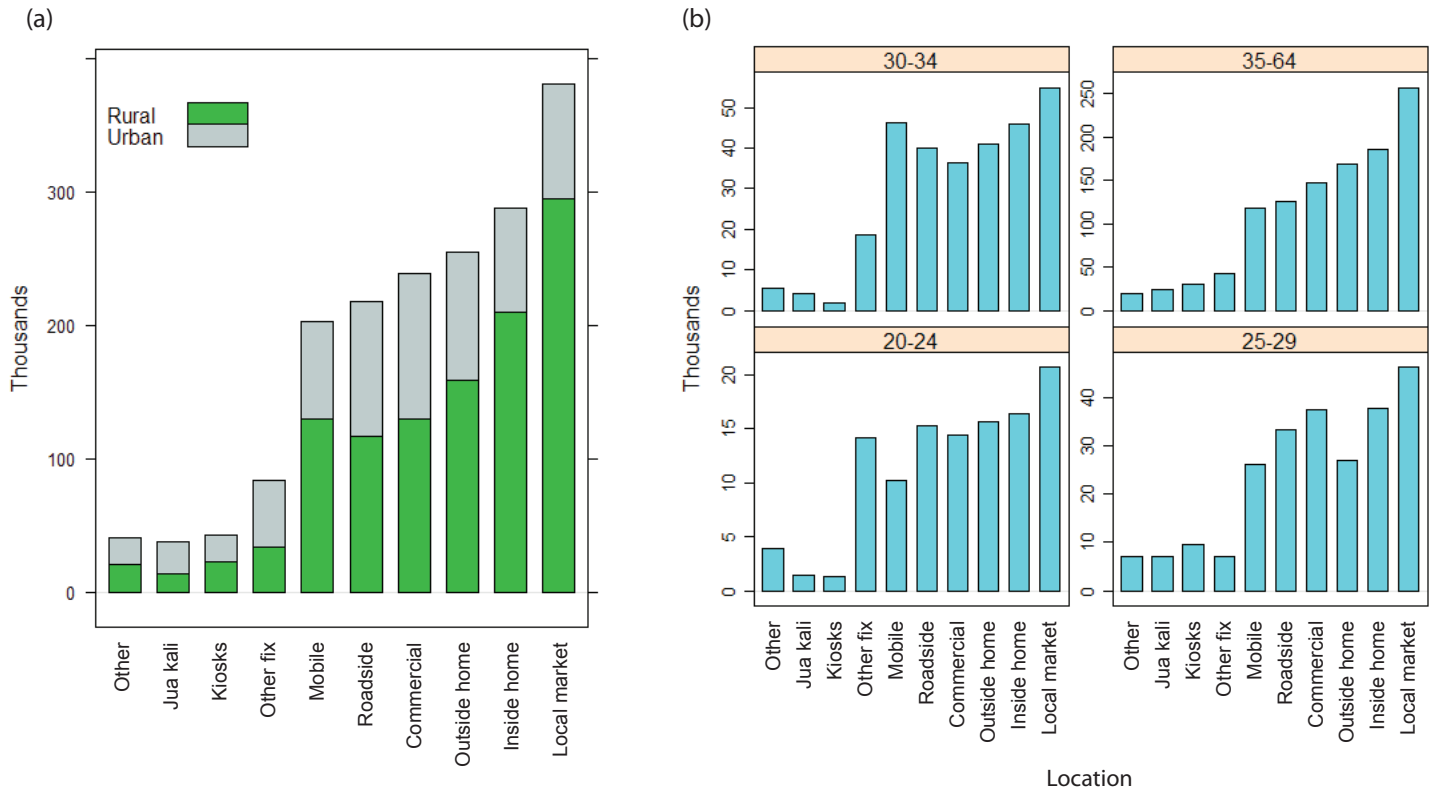 (a)
Rural
Urban
300
200
100
0
Thousands
Other
Jua kali
Kiosks
Other fix
Mobile
Roadside
Commercial
Outside home
Inside home
Local market
(b)
30-34
50
40
30
20
10
0
35-64
250
200
150
100
50
0
Thousands
20-24
20
15
10
5
0
25-29
40
30
20
10
0
Other
Jua kali
Kiosks
Other fix
Mobile
Roadside
Commercial
Outside home
Inside home
Local market
Other
Jua kali
Kiosks
Other fix
Mobile
Roadside
Commercial
Outside home
Inside home
Local market
Location